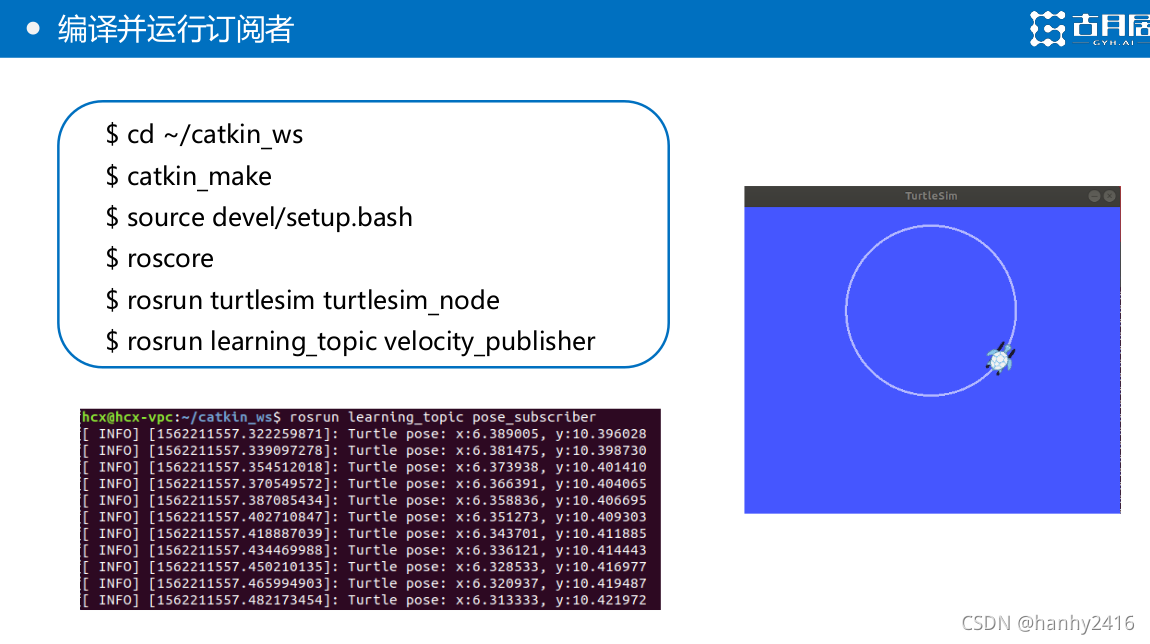 编译并运行订阅者
古月居
GYH.AI
$ cd ~/catkin_ws
$ catkin_make
$ source devel/setup.bash
$ roscore
$ rosrun turtlesim turtlesim_node
$ rosrun learning_topic velocity_publisher
TurtleSim
hcx@hcx-vpc:~/catkin_ws$ rosrun learning_topic pose_subscriber
[ INFO] [1562211557.322259871]: Turtle pose: x:6.389005, y:10.396028
[ INFO] [1562211557.339097278]: Turtle pose: x:6.381475, y:10.398730
[ INFO] [1562211557.354512018]: Turtle pose: x:6.373938, y:10.401410
[ INFO] [1562211557.370549572]: Turtle pose: x:6.366391, y:10.404065
[ INFO] [1562211557.387085434]: Turtle pose: x:6.358836, y:10.406695
[ INFO] [1562211557.402710847]: Turtle pose: x:6.351273, y:10.409303
[ INFO] [1562211557.418887039]: Turtle pose: x:6.343701, y:10.411885
[ INFO] [1562211557.434469988]: Turtle pose: x:6.336121, y:10.414443
[ INFO] [1562211557.450210135]: Turtle pose: x:6.328533, y:10.416977
[ INFO] [1562211557.465994903]: Turtle pose: x:6.320937, y:10.419487
[ INFO] [1562211557.482173454]: Turtle pose: x:6.313333, y:10.421972
CSDN @hanhy2416